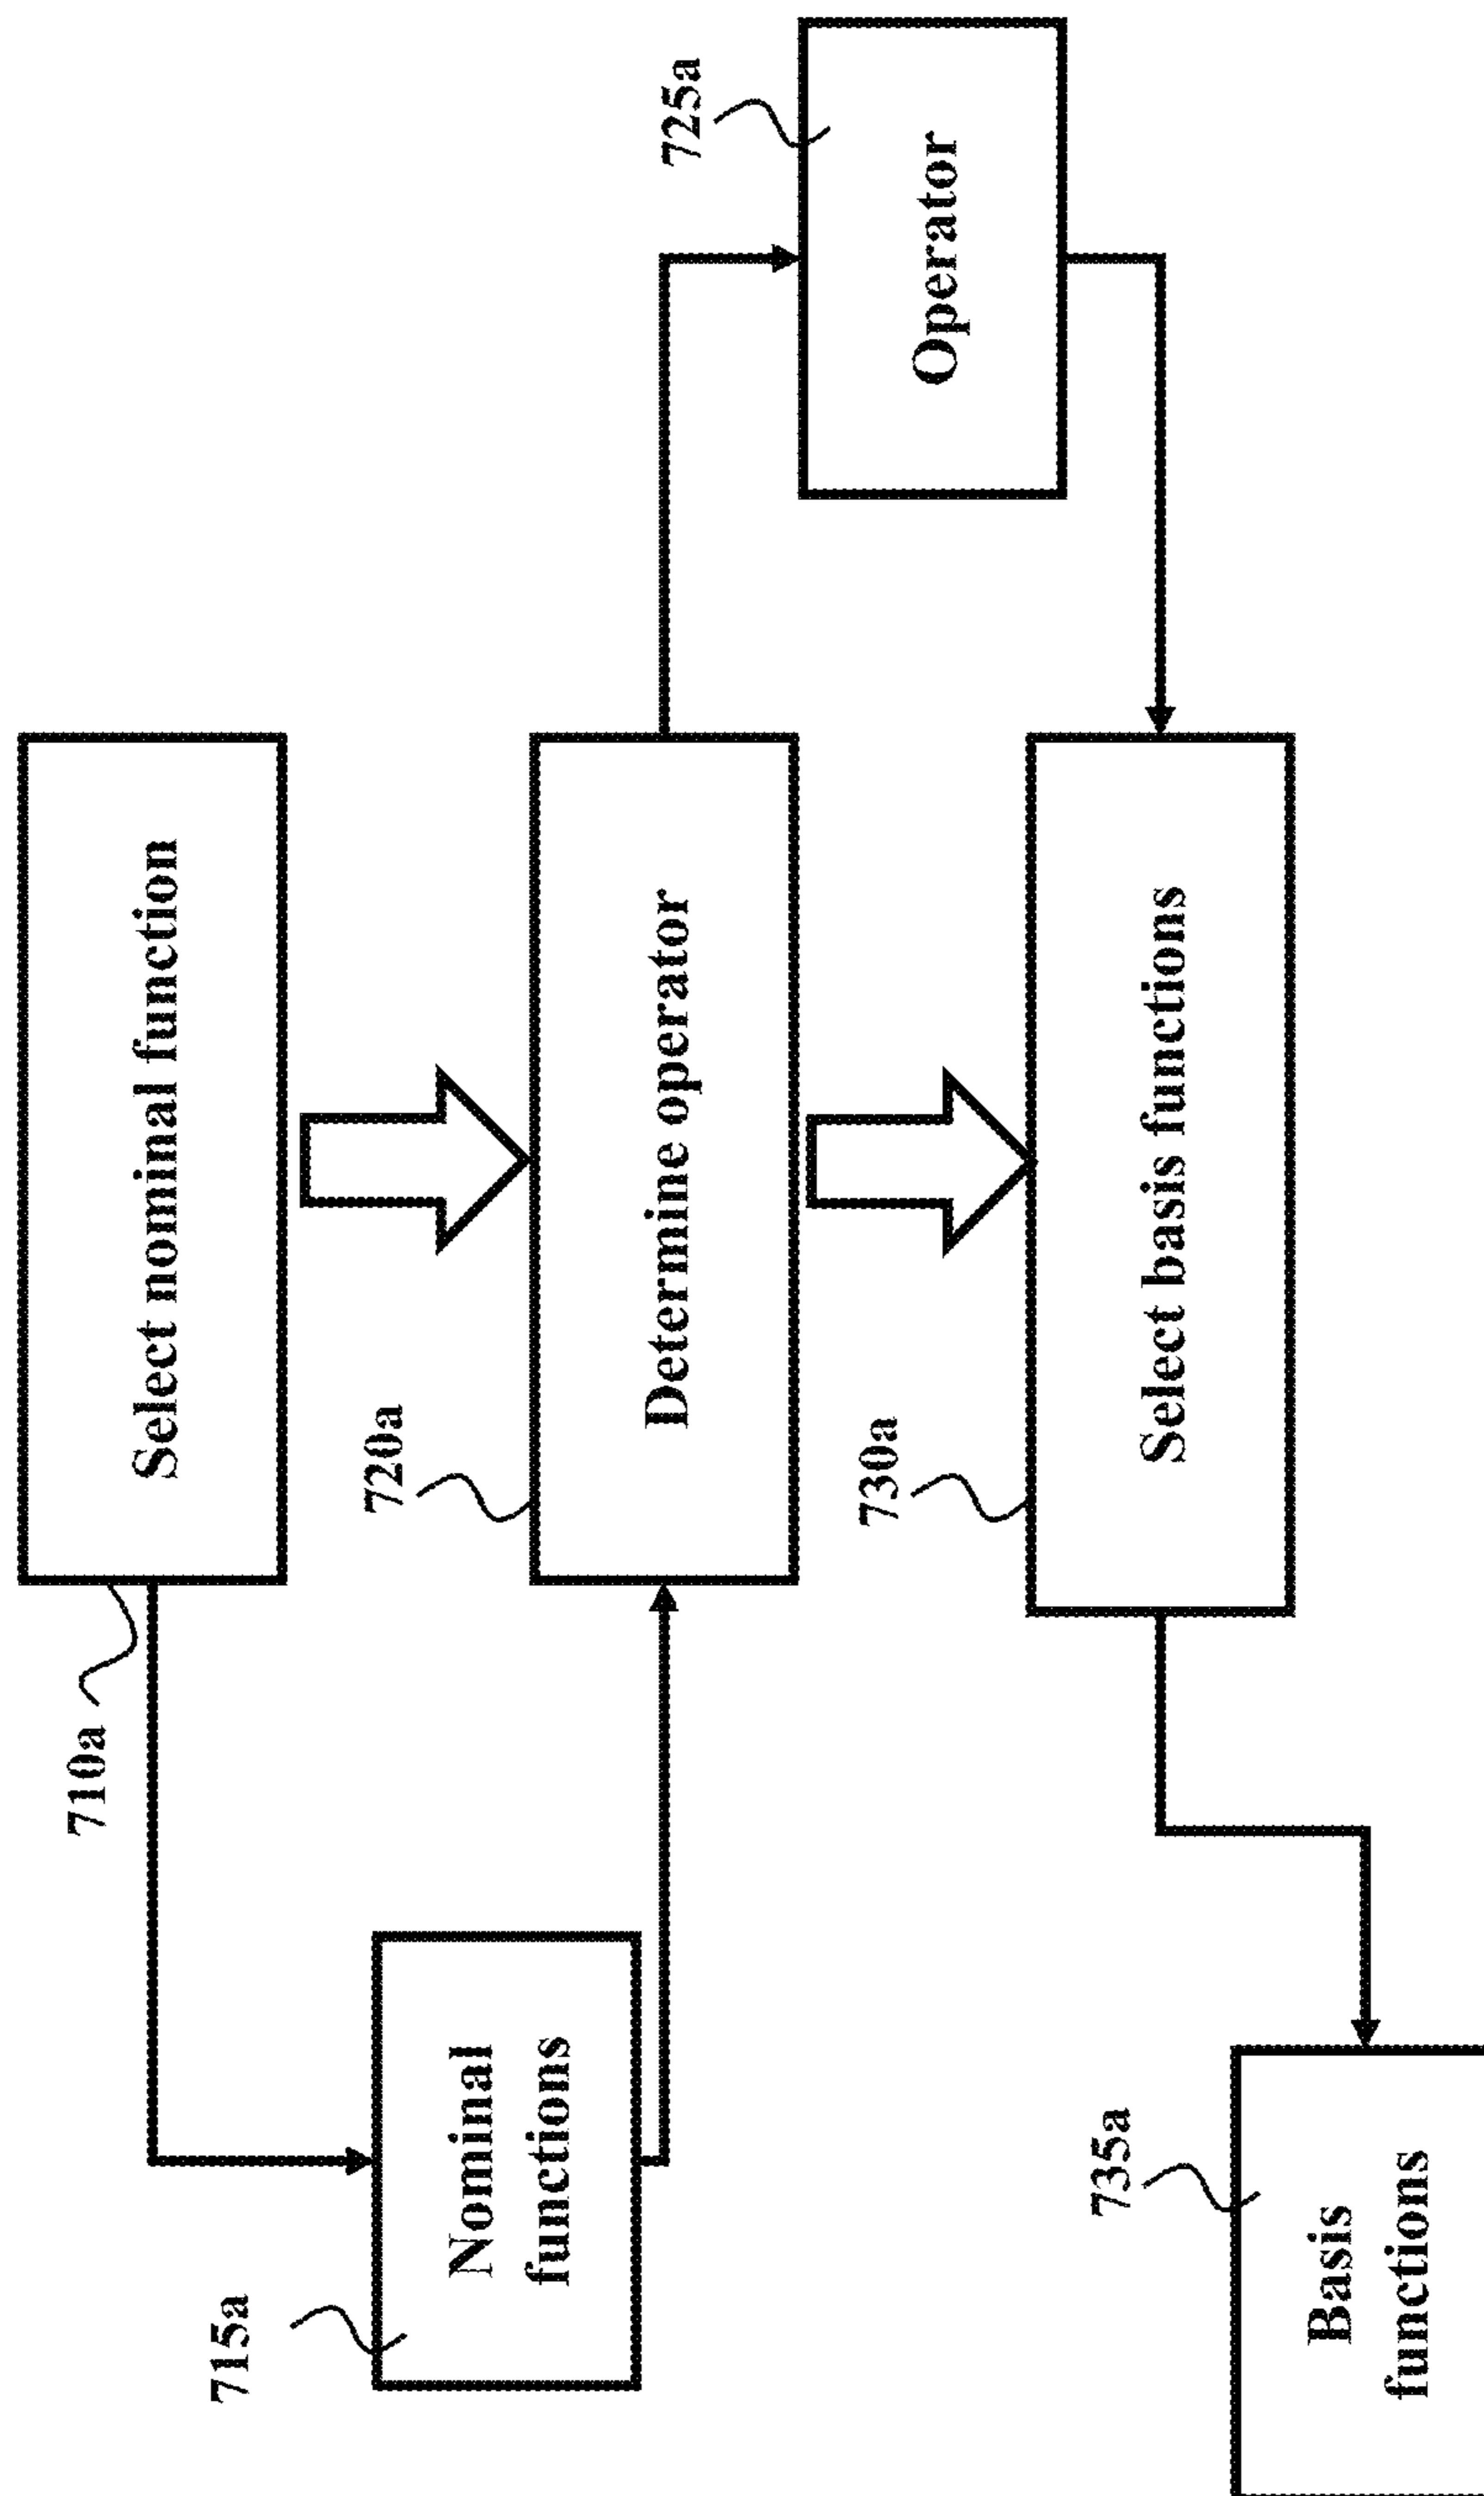 710a
Select nominal function
715a
Nominal
functions
720a
Determine operator
725a
Operator
730a
Select basis functions
735a
Basis
functions